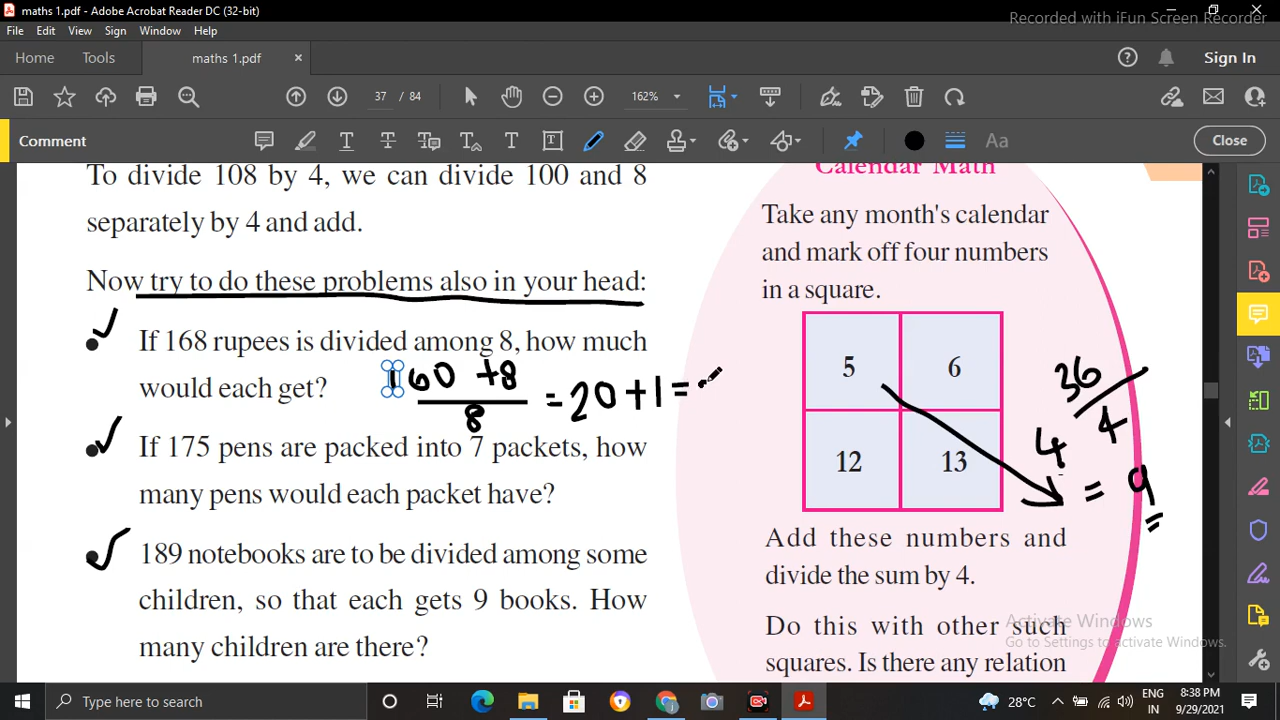 maths 1.pdf - Adobe Acrobat Reader DC (32-bit)
Recorded with iFun Screen Recorder
File Edit View Sign Window Help
Home Tools maths 1.pdf × Sign In
37 / 84 162%
Comment Aa Close
To divide 108 by 4, we can divide 100 and 8
separately by 4 and add.
Now try to do these problems also in your head:
• If 168 rupees is divided among 8, how much
would each get?
160 + 8
8
= 20 + 1 =
• If 175 pens are packed into 7 packets, how
many pens would each packet have?
• 189 notebooks are to be divided among some
children, so that each gets 9 books. How
many children are there?
Calendar Math
Take any month's calendar
and mark off four numbers
in a square.
5 6
12 13
36
4
4
= 9
Add these numbers and
divide the sum by 4.
Do this with other such
squares. Is there any relation
Activate Windows
Go to Settings to activate Windows.
Type here to search
28°C
ENG
IN
8:38 PM
9/29/2021